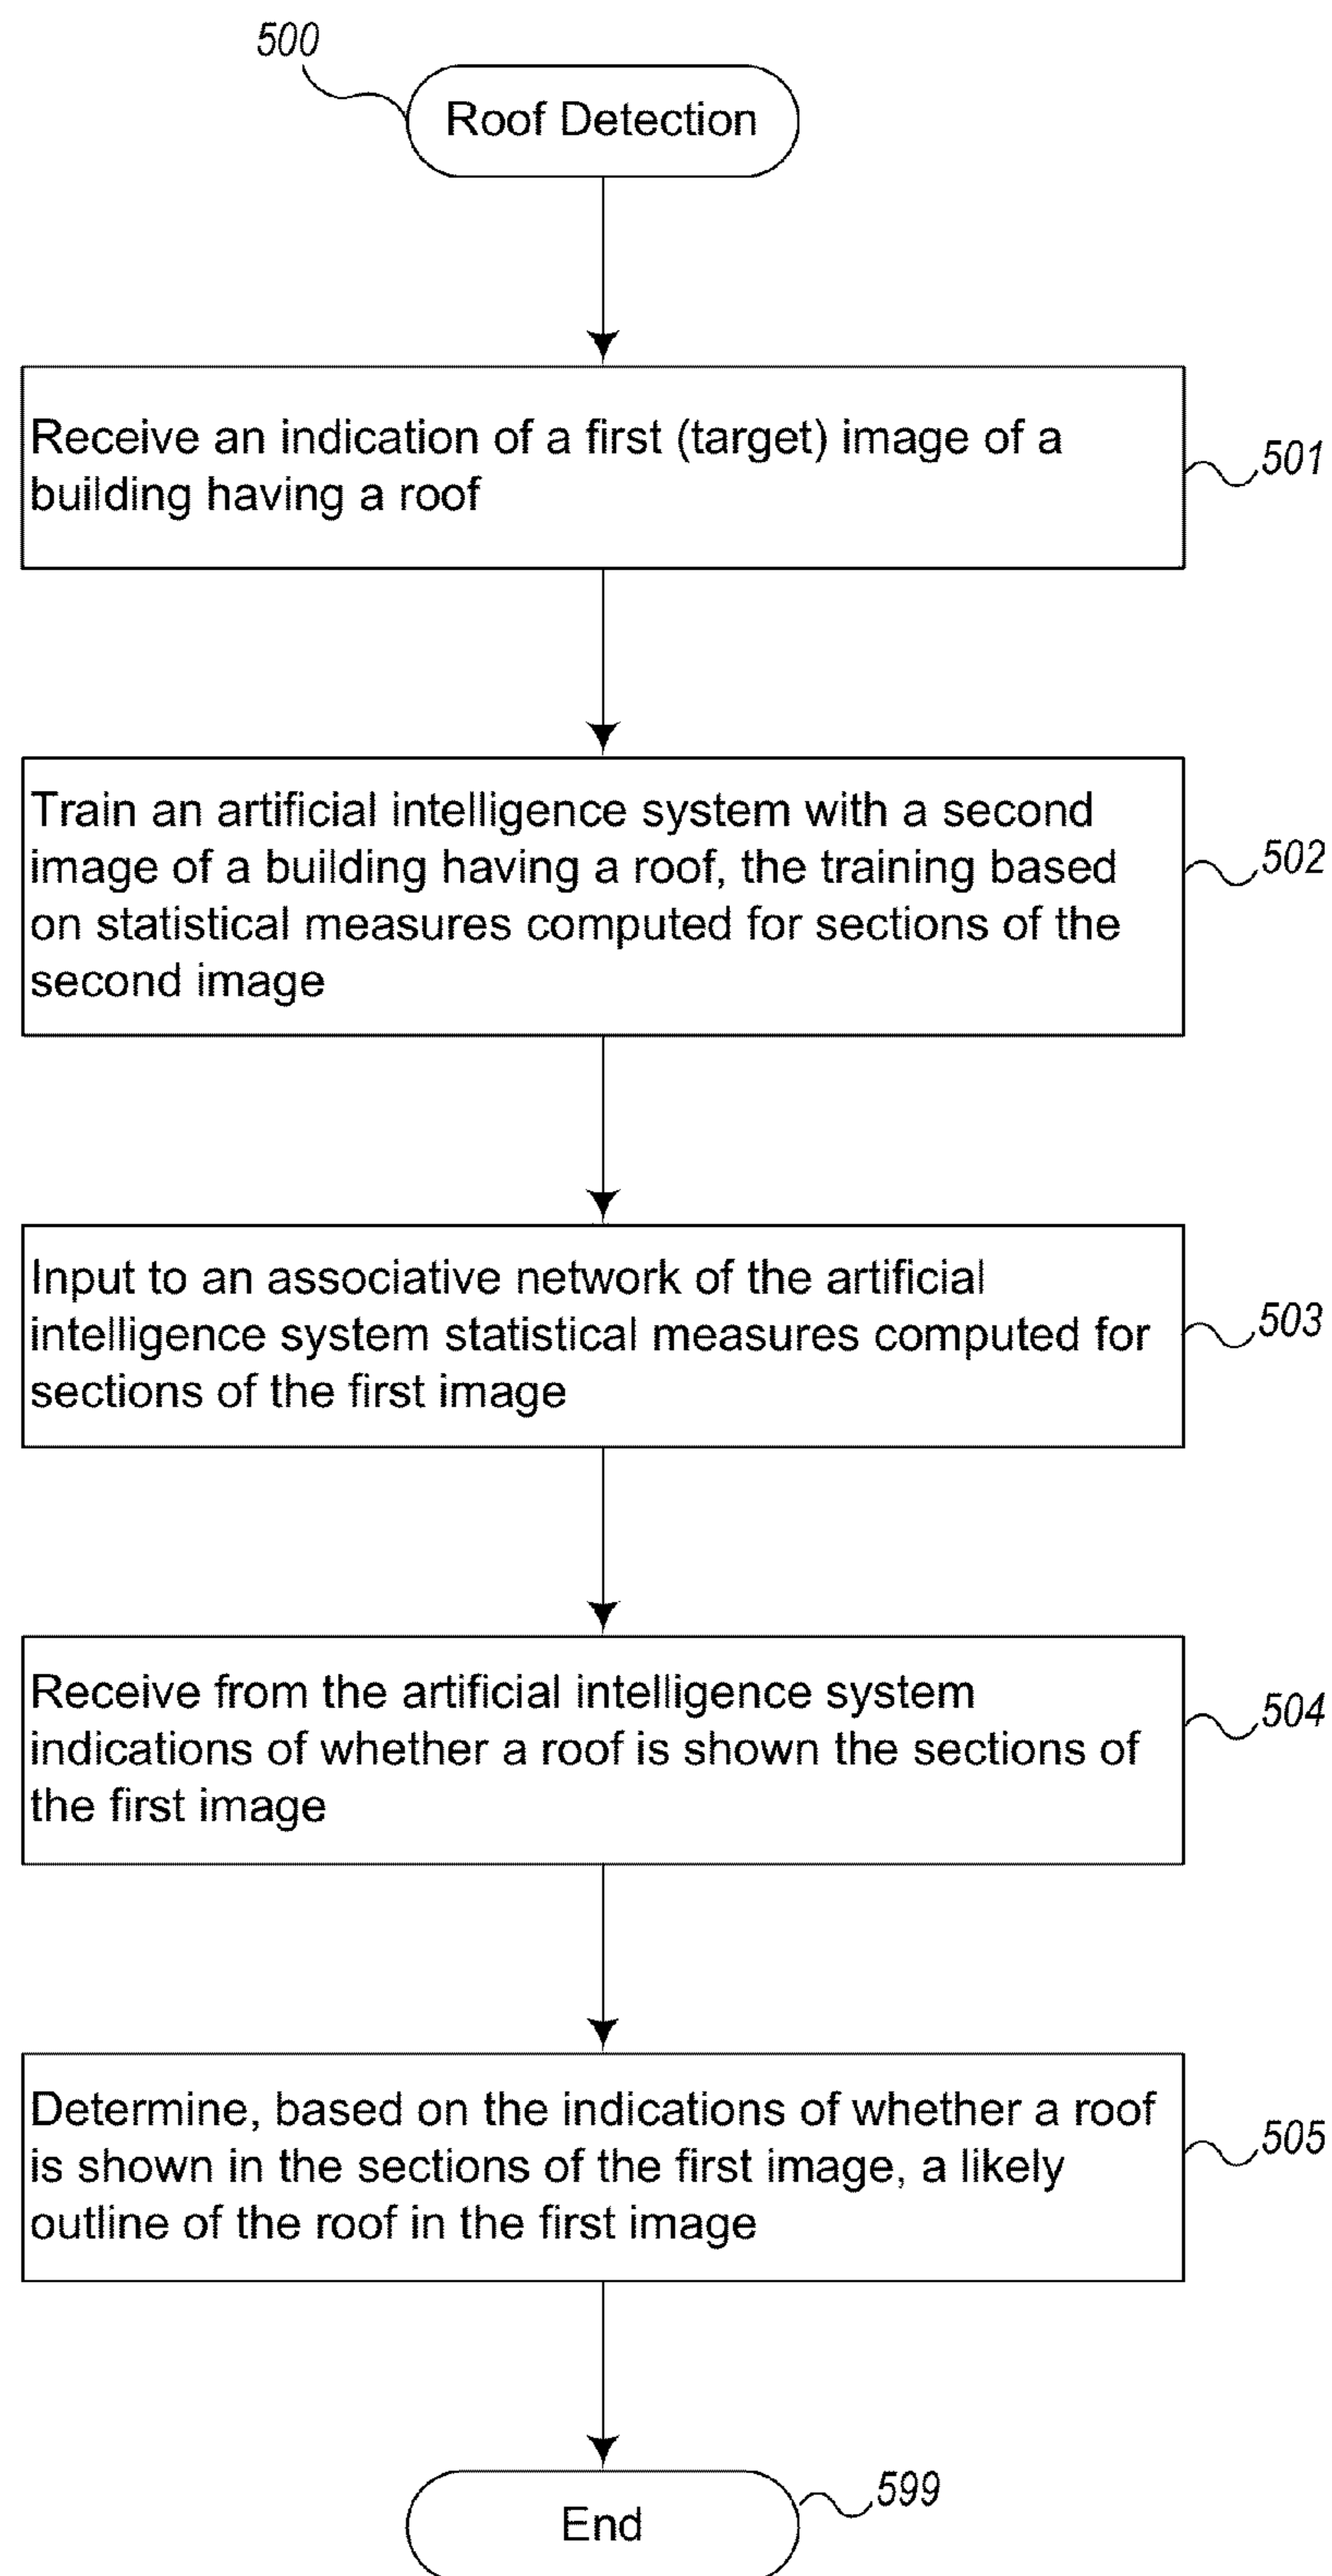 500
Roof Detection
Receive an indication of a first (target) image of a
building having a roof
501
Train an artificial intelligence system with a second
image of a building having a roof, the training based
on statistical measures computed for sections of the
second image
502
Input to an associative network of the artificial
intelligence system statistical measures computed for
sections of the first image
503
Receive from the artificial intelligence system
indications of whether a roof is shown the sections of
the first image
504
Determine, based on the indications of whether a roof
is shown in the sections of the first image, a likely
outline of the roof in the first image
505
End
599